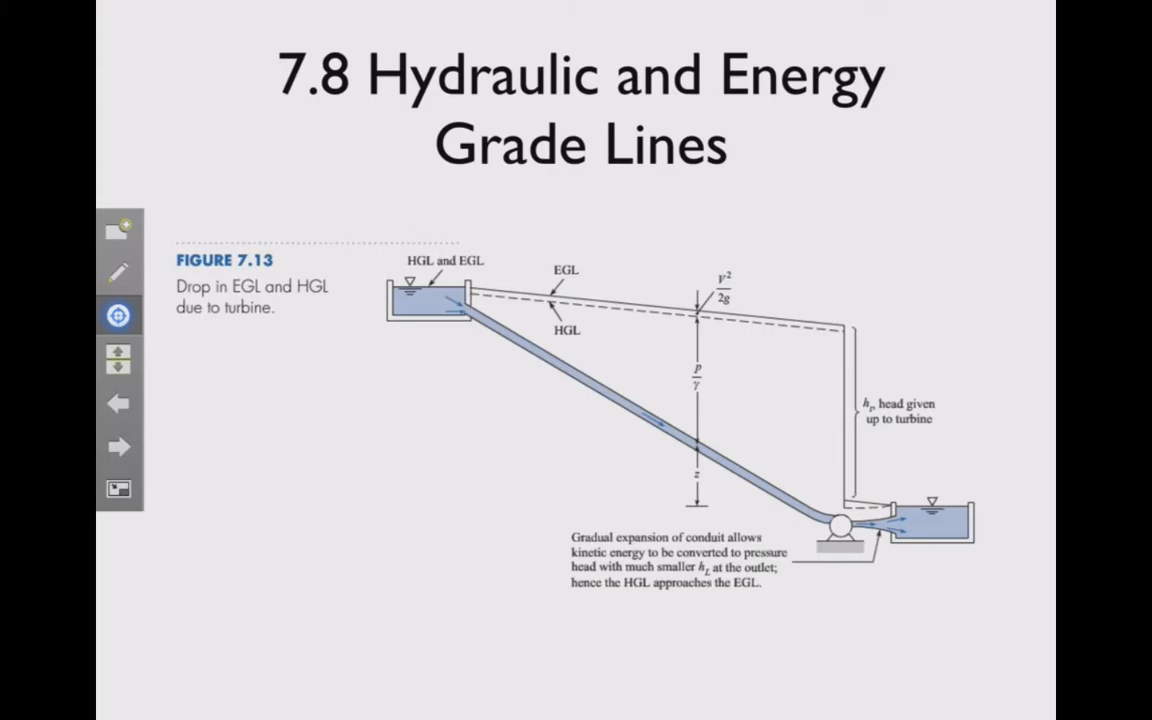 7.8 Hydraulic and Energy
Grade Lines
FIGURE 7.13
Drop in EGL and HGL
due to turbine.
HGL and EGL
EGL
HGL
V²
2g
p
γ
z
h, head given
up to turbine
Gradual expansion of conduit allows
kinetic energy to be converted to pressure
head with much smaller h_L at the outlet;
hence the HGL approaches the EGL.